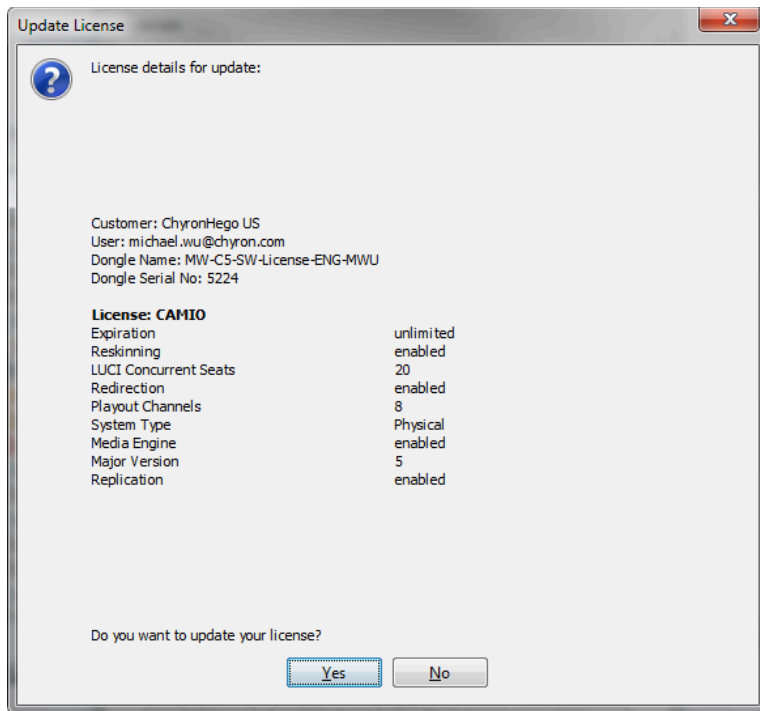 Update License
x
?
License details for update:
Customer: ChyronHego US
User: michael.wu@chyron.com
Dongle Name: MW-C5-SW-License-ENG-MWU
Dongle Serial No: 5224
License: CAMIO
Expiration unlimited
Reskinning enabled
LUCI Concurrent Seats 20
Redirection enabled
Playout Channels 8
System Type Physical
Media Engine enabled
Major Version 5
Replication enabled
Do you want to update your license?
Yes No